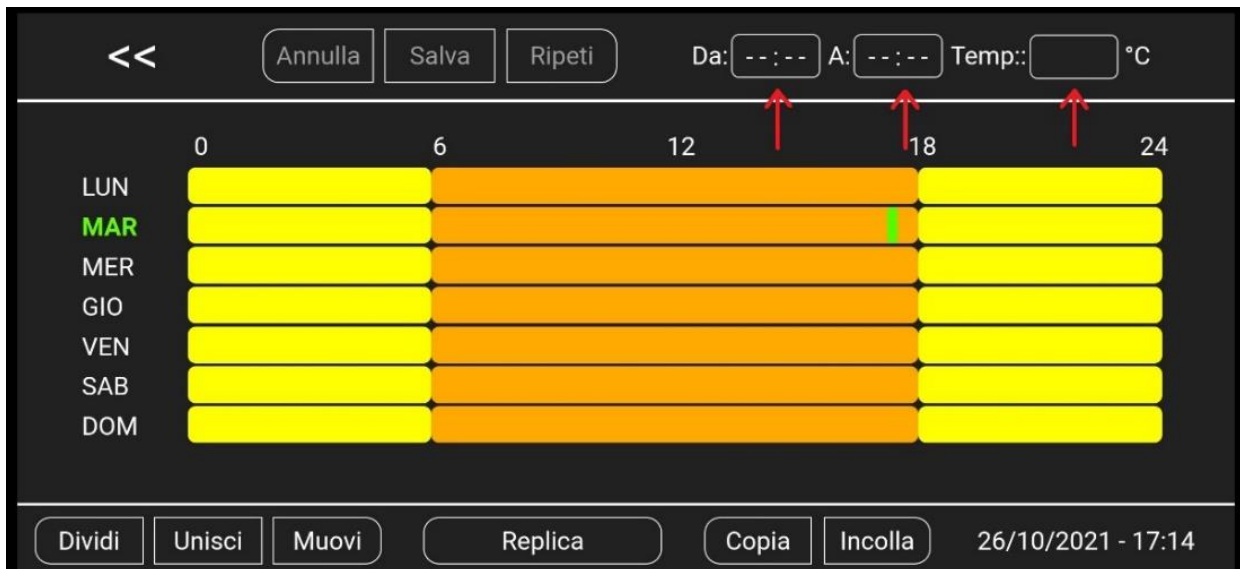 << Annulla Salva Ripeti Da: --:-- A: --:-- Temp:: °C
0 6 12 18 24
LUN
MAR
MER
GIO
VEN
SAB
DOM
Dividi Unisci Muovi Replica Copia Incolla 26/10/2021 - 17:14